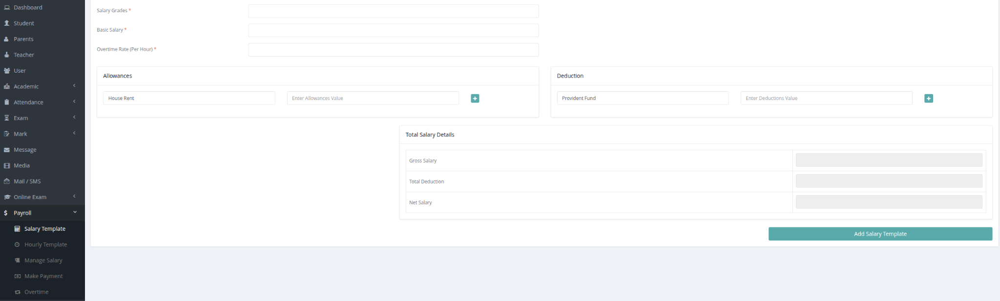 Dashboard
Student
Parents
Teacher
User
Academic
Attendance
Exam
Mark
Message
Media
Mail / SMS
Online Exam
Payroll
Salary Template
Hourly Template
Manage Salary
Make Payment
Overtime
Salary Grades *
Basic Salary *
Overtime Rate (Per Hour) *
Allowances
House Rent
Enter Allowances Value
Deduction
Provident Fund
Enter Deductions Value
Total Salary Details
Gross Salary
Total Deduction
Net Salary
Add Salary Template